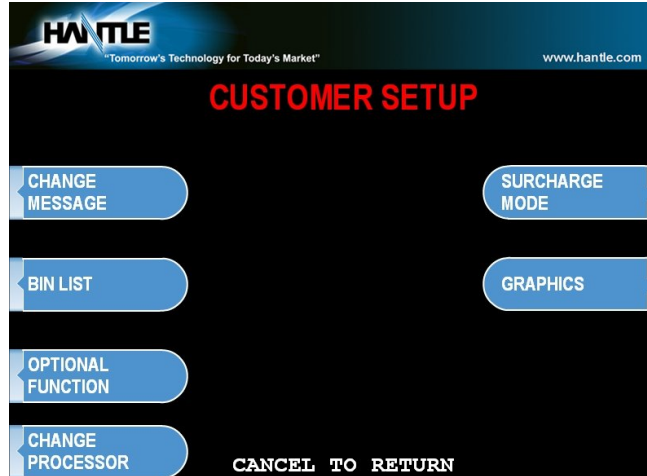 HANTLE
"Tomorrow's Technology for Today's Market"
www.hantle.com
CUSTOMER SETUP
CHANGE
MESSAGE
SURCHARGE
MODE
BIN LIST
GRAPHICS
OPTIONAL
FUNCTION
CHANGE
PROCESSOR
CANCEL TO RETURN